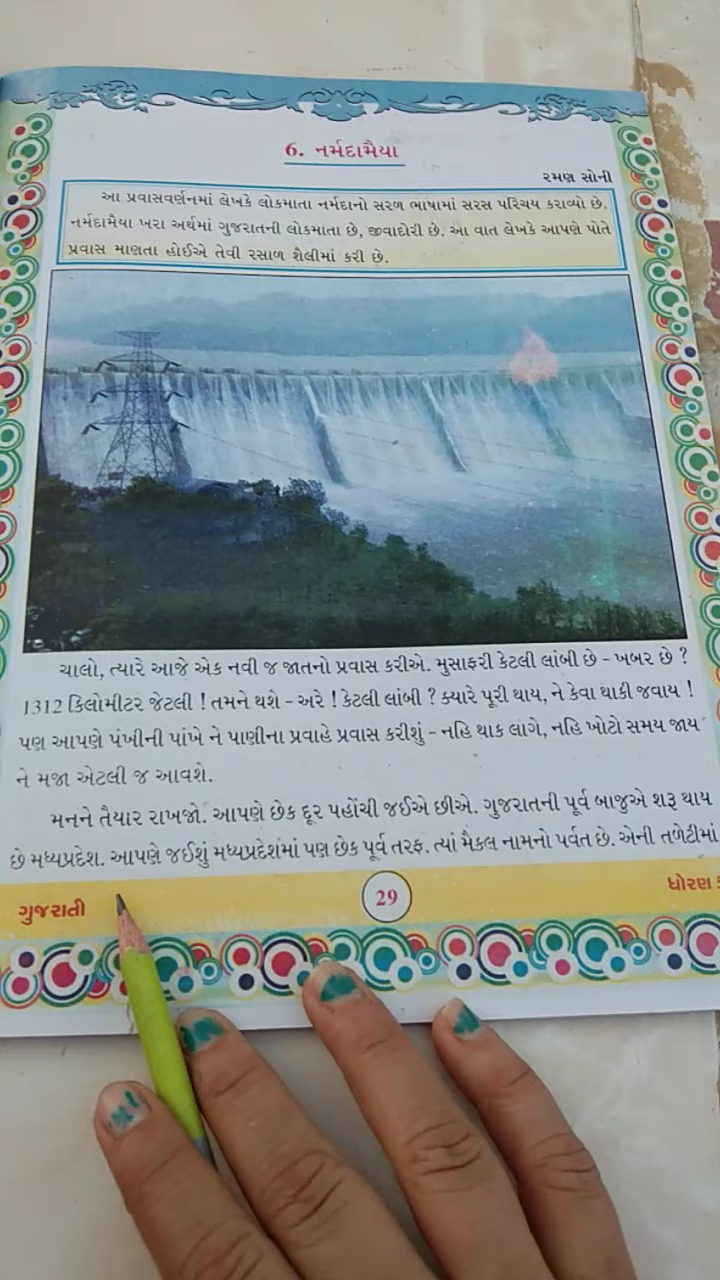 6. નર્મદામૈયા
રમણ સોની
આ પ્રવાસવર્ણનમાં લેખકે લોકમાતા નર્મદાનો સરળ ભાષામાં સરસ પરિચય કરાવ્યો છે.
નર્મદામૈયા ખરા અર્થમાં ગુજરાતની લોકમાતા છે, જીવાદોરી છે. આ વાત લેખકે આપણે પોતે
પ્રવાસ માણતા હોઈએ તેવી રસાળ શૈલીમાં કરી છે.
ચાલો, ત્યારે આજે એક નવી જ જાતનો પ્રવાસ કરીએ. મુસાફરી કેટલી લાંબી છે – ખબર છે ?
1312 કિલોમીટર જેટલી ! તમને થશે – અરે ! કેટલી લાંબી ? ક્યારે પૂરી થાય, ને કેવા થાકી જવાય !
પણ આપણે પંખીની પાંખે ને પાણીના પ્રવાહે પ્રવાસ કરીશું – નહિ થાક લાગે, નહિ ખોટો સમય જાય
ને મજા એટલી જ આવશે.
મનને તૈયાર રાખજો. આપણે છેક દૂર પહોંચી જઈએ છીએ. ગુજરાતની પૂર્વ બાજુએ શરૂ થાય
છે મધ્યપ્રદેશ. આપણે જઈશું મધ્યપ્રદેશમાં પણ છેક પૂર્વ તરફ. ત્યાં મૈકલ નામનો પર્વત છે. એની તળેટીમાં
ગુજરાતી
29
ધોરણ